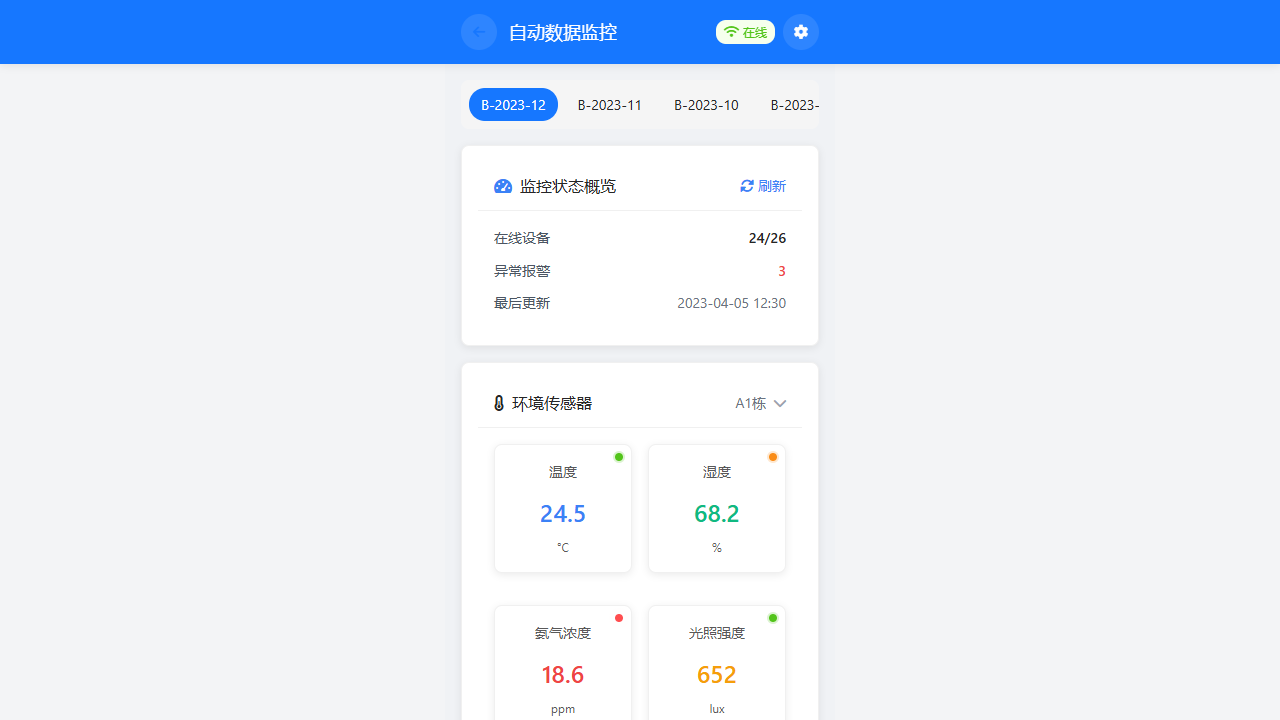 自动数据监控 在线
B-2023-12 B-2023-11 B-2023-10 B-2023-
监控状态概览 刷新
在线设备 24/26
异常报警 3
最后更新 2023-04-05 12:30
环境传感器 A1栋
温度 湿度
24.5 68.2
°C %
氨气浓度 光照强度
18.6 652
ppm lux